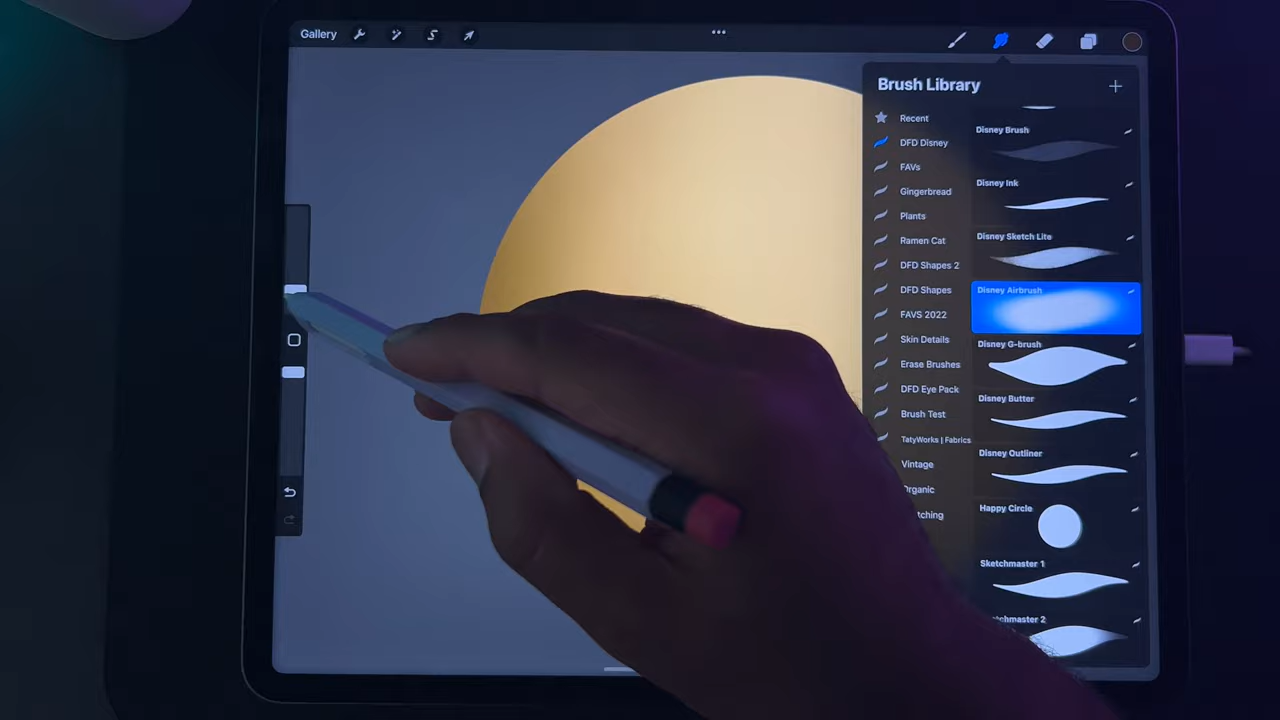 Gallery
Brush Library
Recent
DFD Disney
FAVs
Gingerbread
Plants
Ramen Cat
DFD Shapes 2
DFD Shapes
FAVS 2022
Skin Details
Erase Brushes
DFD Eye Pack
Brush Test
TatyWorks | Fabrics
Vintage
Disney Brush
Disney Ink
Disney Sketch Lite
Disney Airbrush
Disney G-brush
Disney Butter
Disney Outliner
Happy Circle
Sketchmaster 1